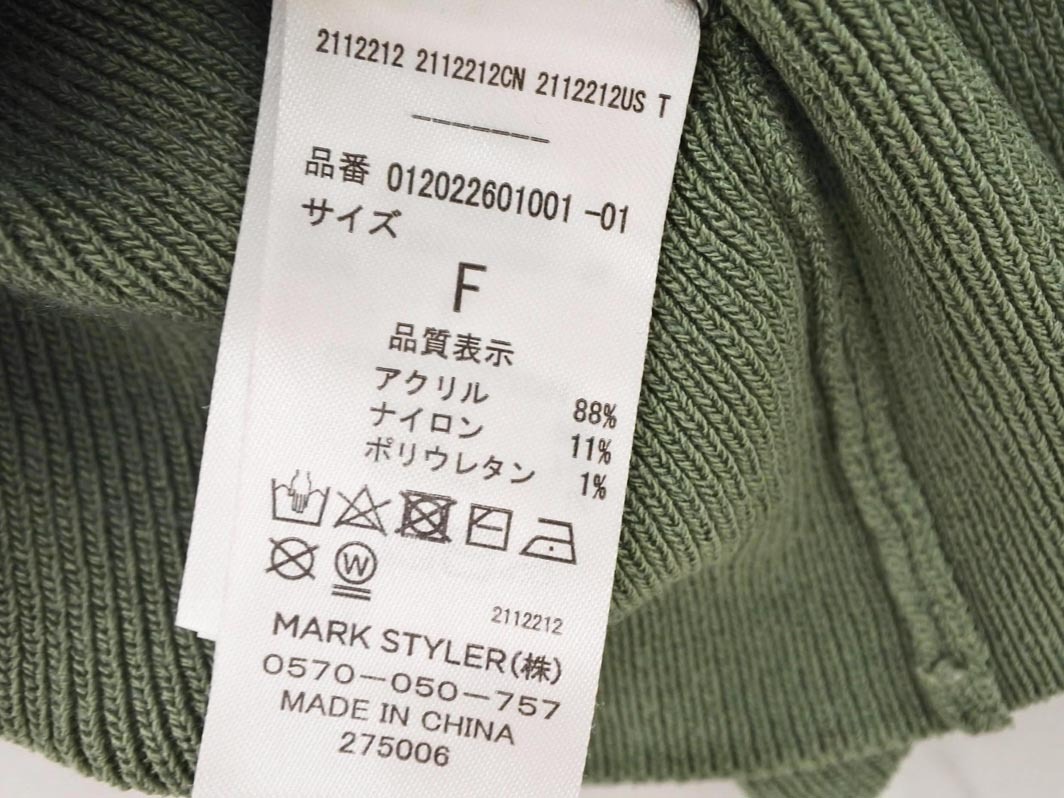 2112212 2112212CN 2112212US T
-------
品番 012022601001 -01
サイズ
F
品質表示
アクリル 88%
ナイロン 11%
ポリウレタン 1%
W
2112212
MARK STYLER(株)
0570-050-757
MADE IN CHINA
275006